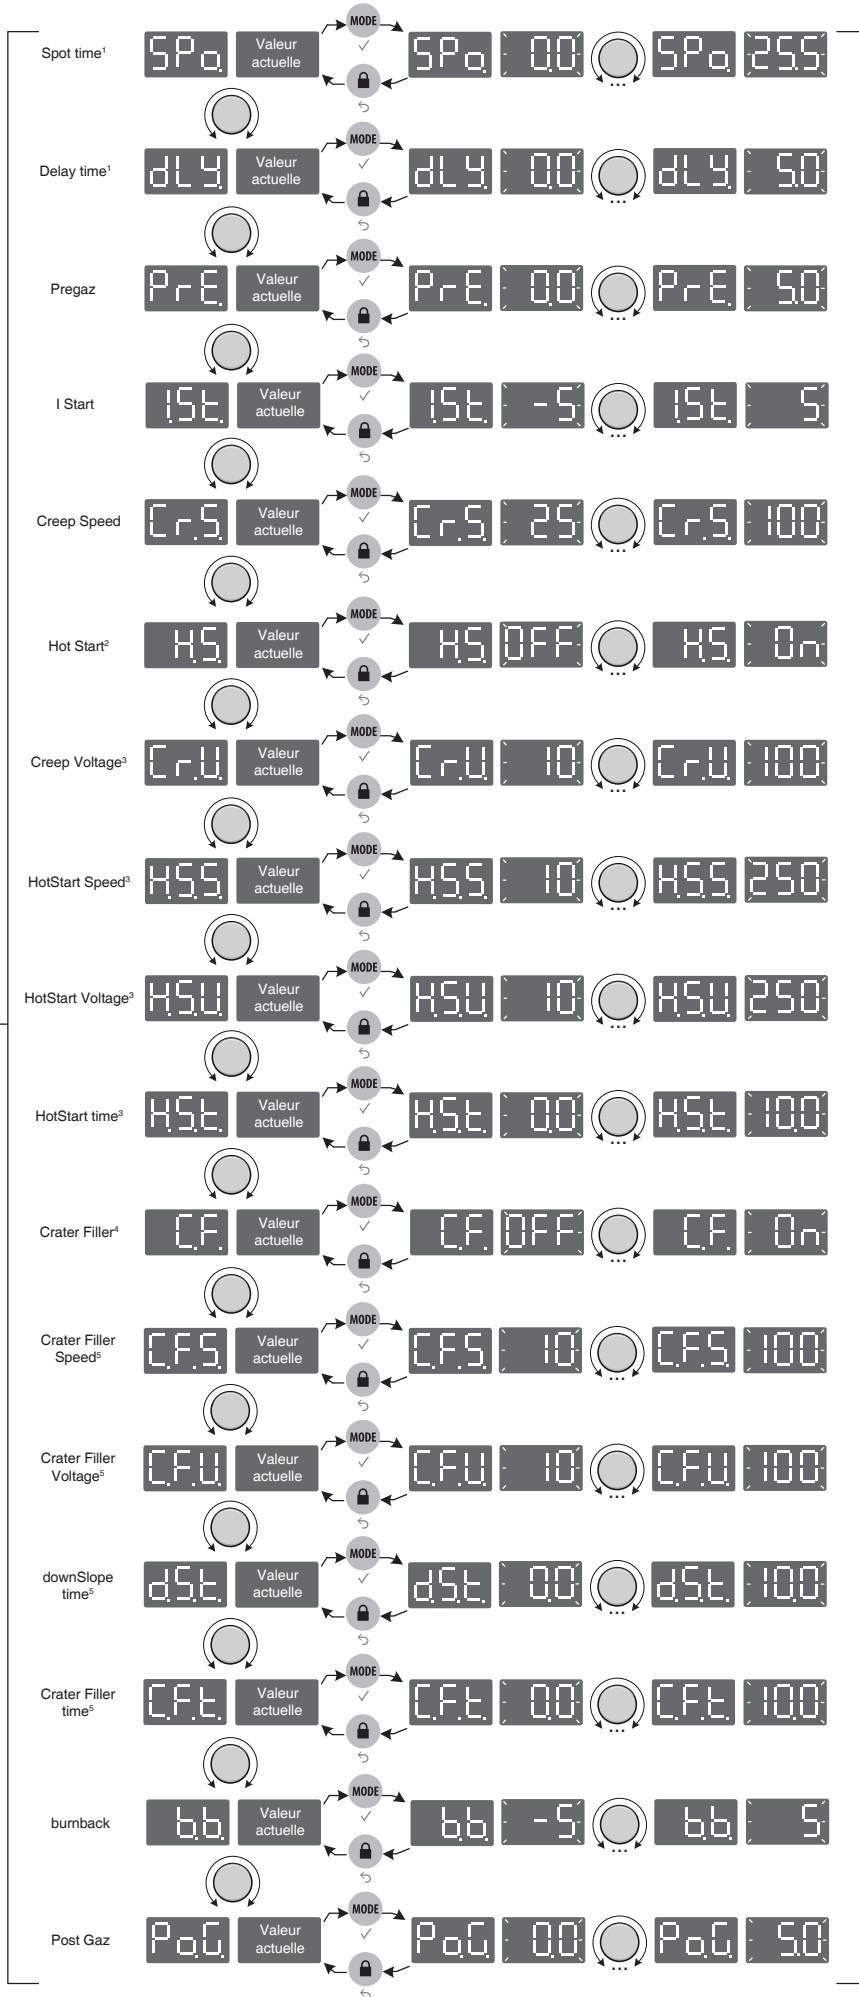 MODE
Spot time¹ SPo. Valeur actuelle SPo. 0.0 SPo. 25.5
...
MODE
Delay time¹ dLY. Valeur actuelle dLY. 0.0 dLY. 5.0
...
MODE
Pregaz PrE. Valeur actuelle PrE. 0.0 PrE. 5.0
...
MODE
I Start I.St. Valeur actuelle I.St. -5 I.St. 5
...
MODE
Creep Speed Cr.S. Valeur actuelle Cr.S. 25 Cr.S. 100
...
MODE
Hot Start² H.S. Valeur actuelle H.S. OFF H.S. On
...
MODE
Creep Voltage³ Cr.U. Valeur actuelle Cr.U. 10 Cr.U. 100
...
MODE
HotStart Speed³ H.S.S. Valeur actuelle H.S.S. 10 H.S.S. 250
...
MODE
HotStart Voltage³ H.S.U. Valeur actuelle H.S.U. 10 H.S.U. 250
...
MODE
HotStart time³ H.S.t. Valeur actuelle H.S.t. 0.0 H.S.t. 10.0
...
MODE
Crater Filler⁴ C.F. Valeur actuelle C.F. OFF C.F. On
...
MODE
Crater Filler Speed⁵ C.F.S. Valeur actuelle C.F.S. 10 C.F.S. 100
...
MODE
Crater Filler Voltage⁵ C.F.U. Valeur actuelle C.F.U. 10 C.F.U. 100
...
MODE
downSlope time⁵ d.S.t. Valeur actuelle d.S.t. 0.0 d.S.t. 10.0
...
MODE
Crater Filler time⁵ C.F.t. Valeur actuelle C.F.t. 0.0 C.F.t. 10.0
...
MODE
burnback b.b. Valeur actuelle b.b. -5 b.b. 5
...
MODE
Post Gaz Po.G. Valeur actuelle Po.G. 0.0 Po.G. 5.0
...